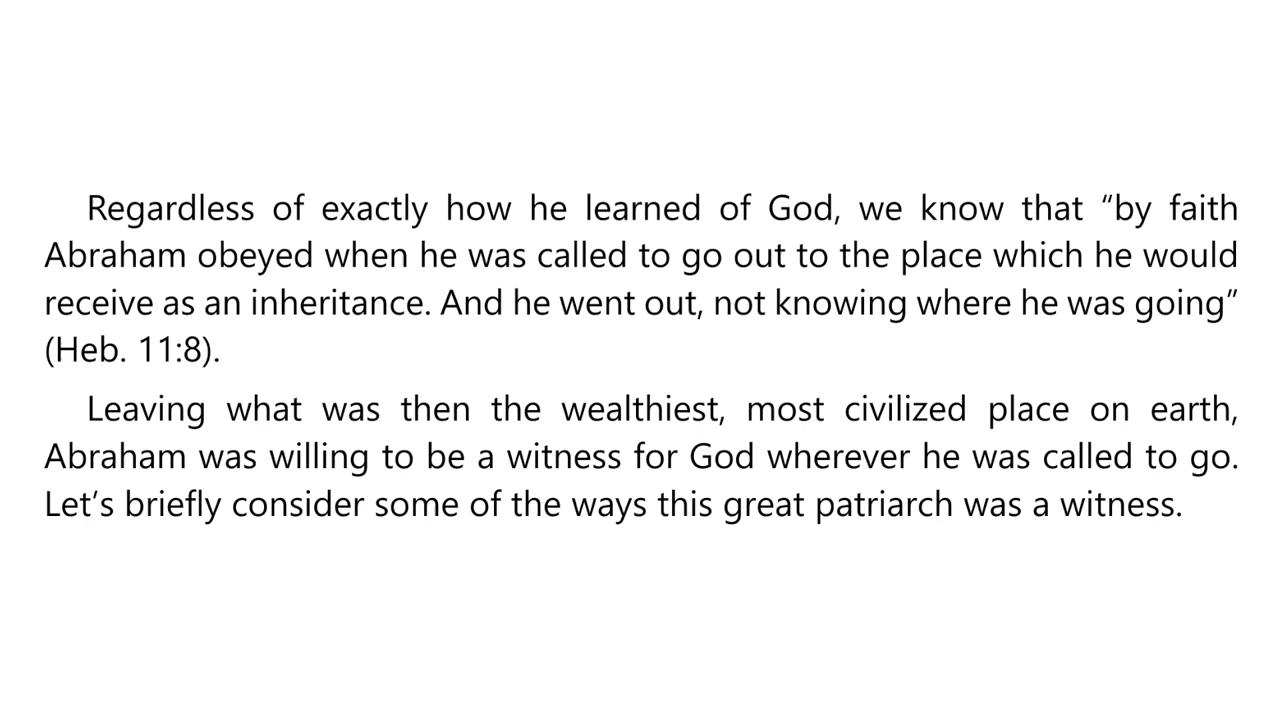 Regardless of exactly how he learned of God, we know that “by faith
Abraham obeyed when he was called to go out to the place which he would
receive as an inheritance. And he went out, not knowing where he was going”
(Heb. 11:8).
Leaving what was then the wealthiest, most civilized place on earth,
Abraham was willing to be a witness for God wherever he was called to go.
Let’s briefly consider some of the ways this great patriarch was a witness.